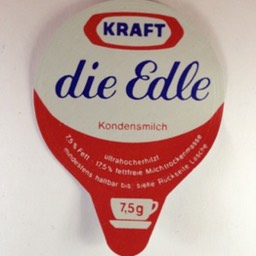 KRAFT
die Edle
Kondensmilch
ultrahocherhitzt
7,5% Fett 17,5% fettfreie Milchtrockenmasse
mindestens haltbar bis: siehe Rückseite Lasche
7,5g